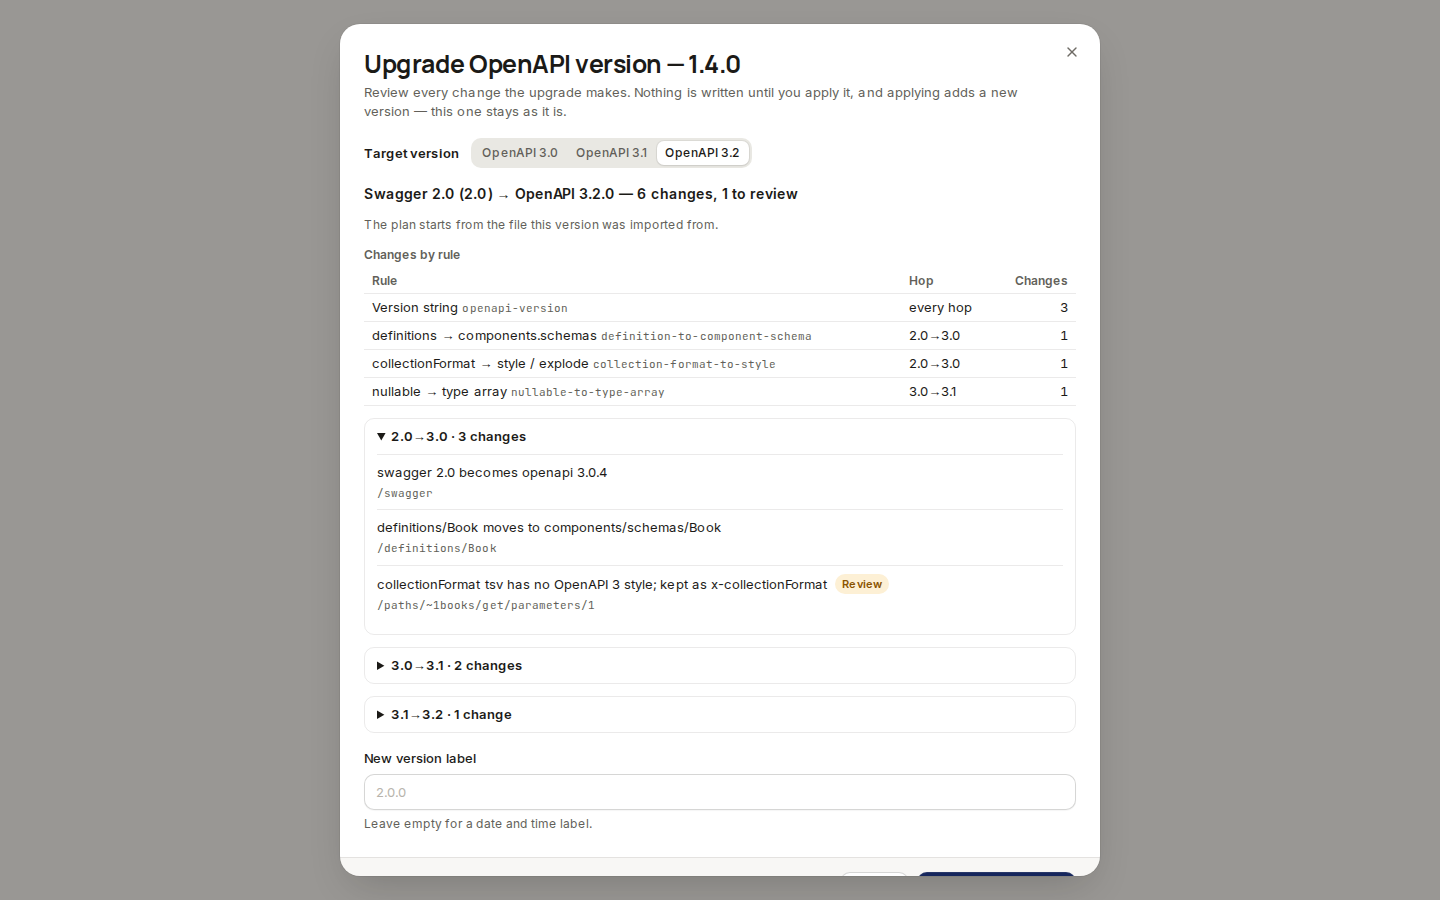 Upgrade OpenAPI version — 1.4.0
Review every change the upgrade makes. Nothing is written until you apply it, and applying adds a new
version — this one stays as it is.
Target version OpenAPI 3.0 OpenAPI 3.1 OpenAPI 3.2
Swagger 2.0 (2.0) → OpenAPI 3.2.0 — 6 changes, 1 to review
The plan starts from the file this version was imported from.
Changes by rule
Rule Hop Changes
Version string openapi-version every hop 3
definitions → components.schemas definition-to-component-schema 2.0→3.0 1
collectionFormat → style / explode collection-format-to-style 2.0→3.0 1
nullable → type array nullable-to-type-array 3.0→3.1 1
2.0→3.0 · 3 changes
swagger 2.0 becomes openapi 3.0.4
/swagger
definitions/Book moves to components/schemas/Book
/definitions/Book
collectionFormat tsv has no OpenAPI 3 style; kept as x-collectionFormat Review
/paths/~1books/get/parameters/1
3.0→3.1 · 2 changes
3.1→3.2 · 1 change
New version label
2.0.0
Leave empty for a date and time label.